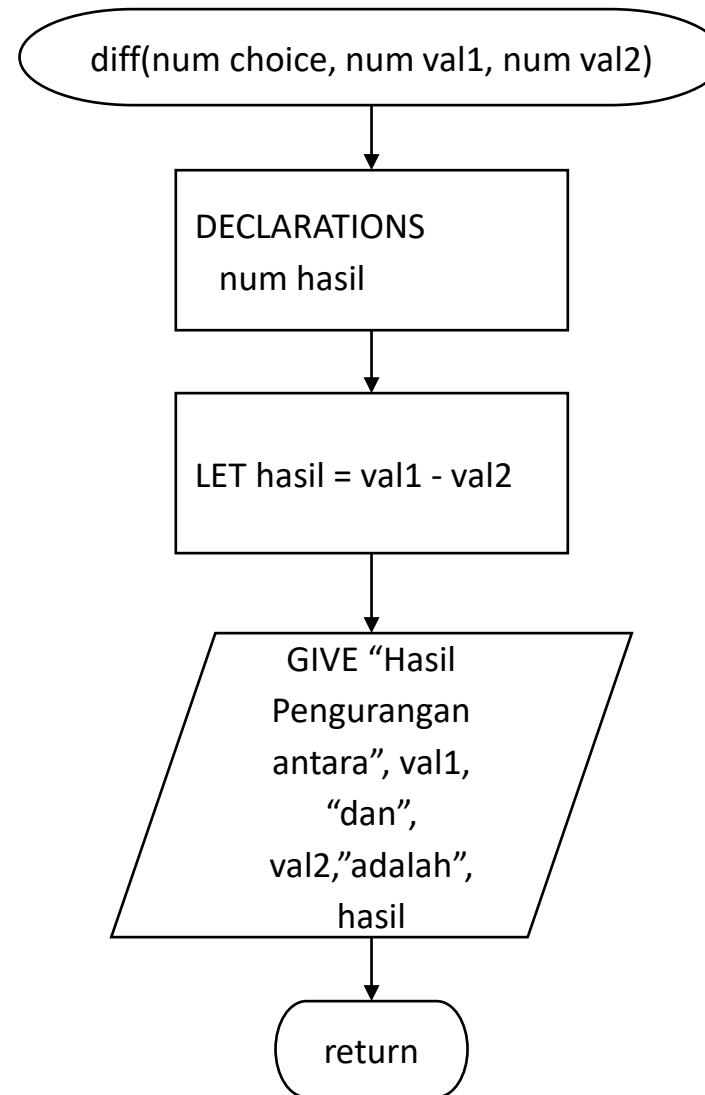 diff(num choice, num val1, num val2)
DECLARATIONS
num hasil
LET hasil = val1 - val2
GIVE “Hasil
Pengurangan
antara”, val1,
“dan”,
val2,”adalah”,
hasil
return